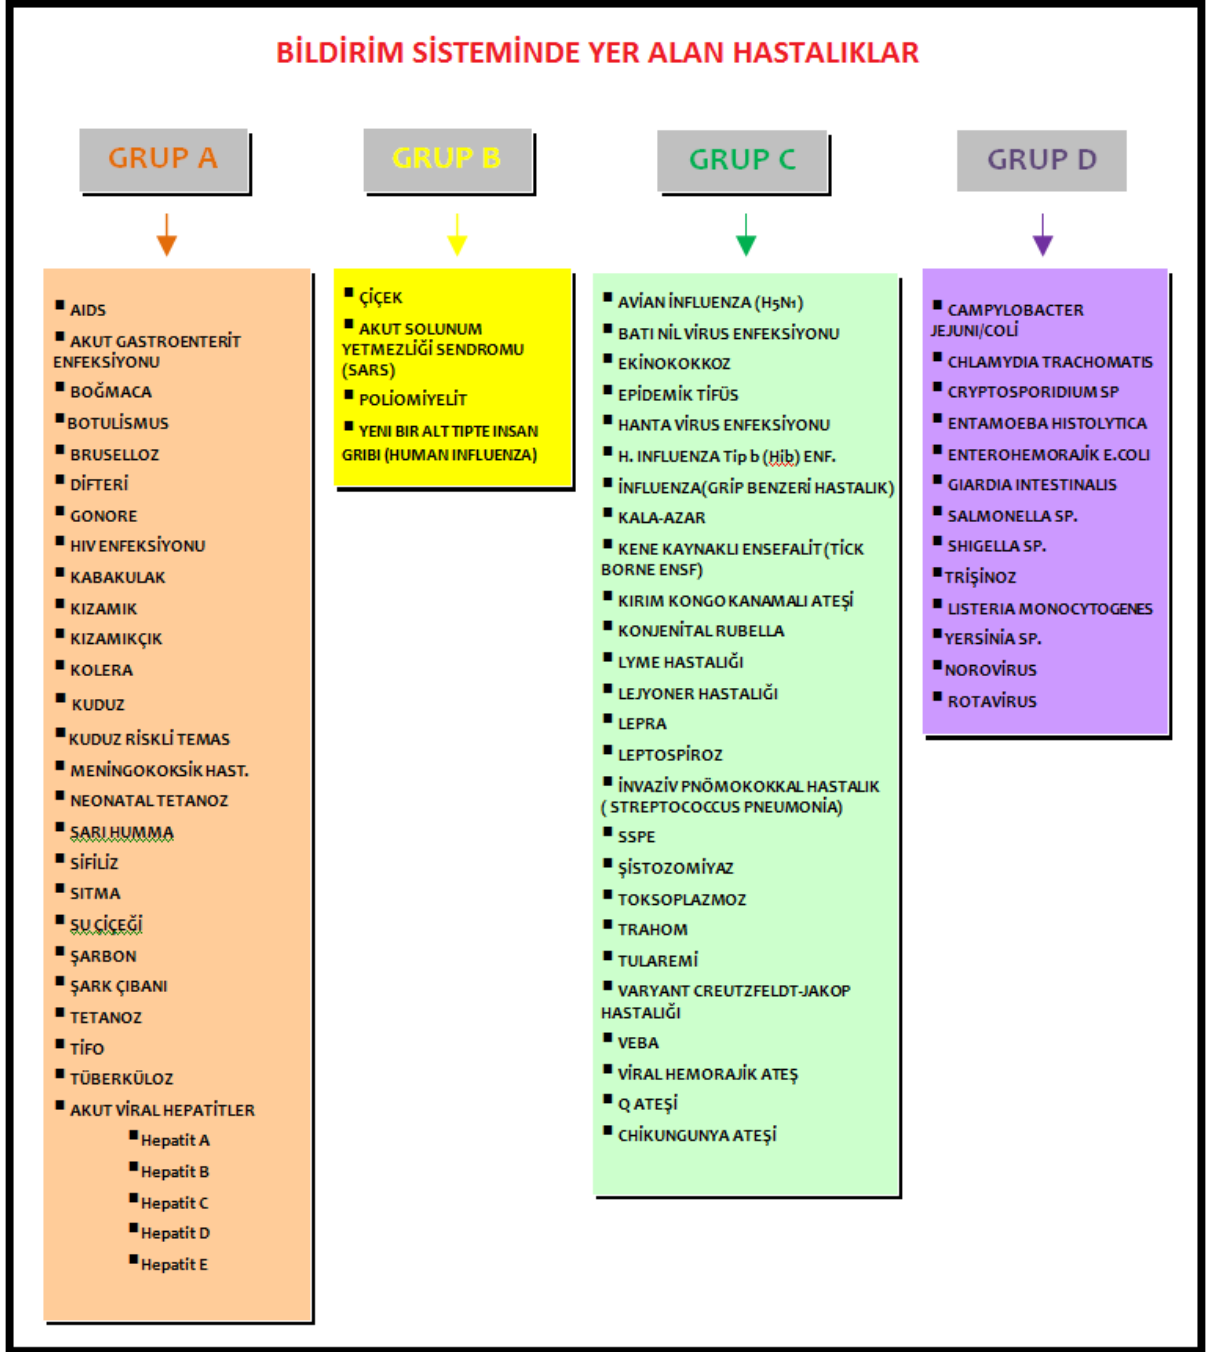 BİLDİRİM SİSTEMİNDE YER ALAN HASTALIKLAR
GRUP A
AIDS
AKUT GASTROENTERİT
ENFEKSİYONU
BOĞMACA
BOTULİSMUS
BRUSELLOZ
DİFTERİ
GONORE
HIV ENFEKSİYONU
KABAKULAK
KIZAMIK
KIZAMIKÇIK
KOLERA
KUDUZ
KUDUZ RİSKLİ TEMAS
MENİNGOKOKSİK HAST.
NEONATAL TETANOZ
SARI HUMMA
SİFİLİZ
SITMA
SU ÇİÇEĞİ
ŞARBON
ŞARK ÇIBANI
TETANOZ
TİFO
TÜBERKÜLOZ
AKUT VİRAL HEPATİTLER
Hepatit A
Hepatit B
Hepatit C
Hepatit D
Hepatit E
GRUP B
ÇİÇEK
AKUT SOLUNUM
YETMEZLİĞİ SENDROMU
(SARS)
POLİOMİYELİT
YENI BIR ALT TIPTE INSAN
GRIBI (HUMAN INFLUENZA)
GRUP C
AVİAN İNFLUENZA (H5N1)
BATI NİL VİRUS ENFEKSİYONU
EKİNOKOKKOZ
EPİDEMİK TİFÜS
HANTA VİRUS ENFEKSİYONU
H. INFLUENZA Tip b (Hib) ENF.
İNFLUENZA(GRİP BENZERİ HASTALIK)
KALA-AZAR
KENE KAYNAKLI ENSEFALİT (TİCK
BORNE ENSF)
KIRIM KONGO KANAMALI ATEŞİ
KONJENİTAL RUBELLA
LYME HASTALIĞI
LEJYONER HASTALIĞI
LEPRA
LEPTOSPİROZ
İNVAZİV PNÖMOKOKKAL HASTALIK
( STREPTOCOCCUS PNEUMONİA)
SSPE
ŞİSTOZOMİYAZ
TOKSOPLAZMOZ
TRAHOM
TULAREMİ
VARYANT CREUTZFELDT-JAKOP
HASTALIĞI
VEBA
VİRAL HEMORAJİK ATEŞ
Q ATEŞİ
CHİKUNGUNYA ATEŞİ
GRUP D
CAMPYLOBACTER
JEJUNI/COLİ
CHLAMYDIA TRACHOMATIS
CRYPTOSPORIDIUM SP
ENTAMOEBA HISTOLYTICA
ENTEROHEMORAJİK E.COLI
GIARDIA INTESTINALIS
SALMONELLA SP.
SHIGELLA SP.
TRİŞİNOZ
LISTERIA MONOCYTOGENES
YERSİNİA SP.
NOROVİRUS
ROTAVİRUS